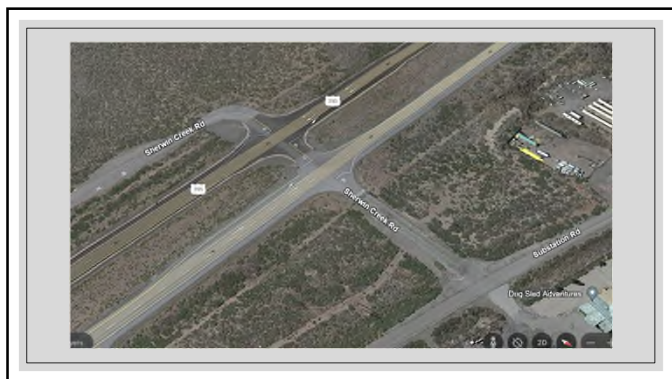 395
Sherwin Creek Rd
395
Sherwin Creek Rd
Substation Rd
Dog Sled Adventures
2D